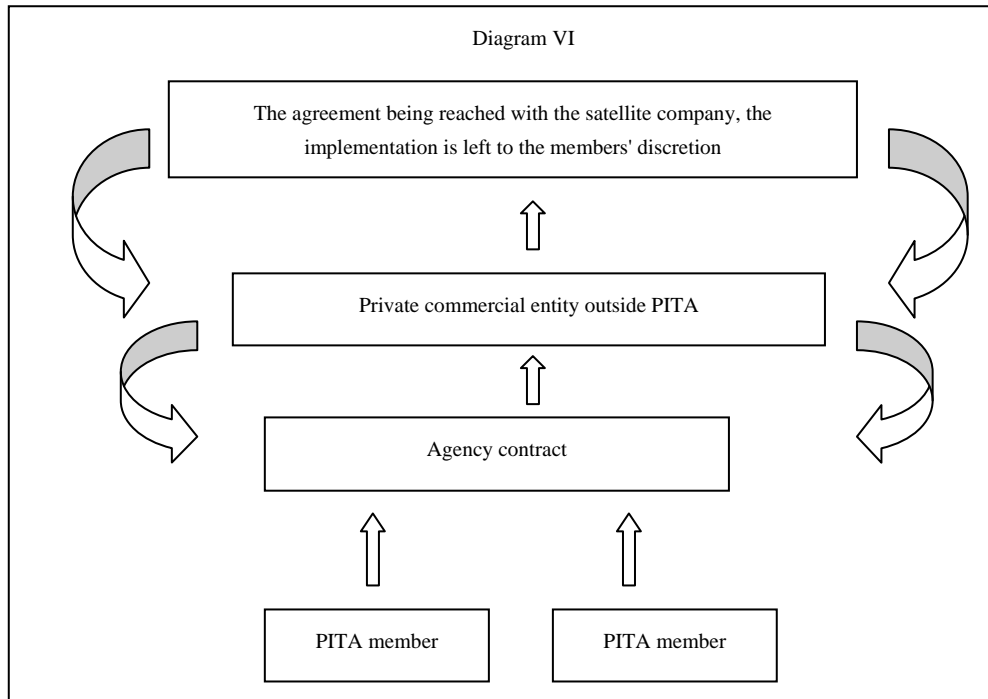 Diagram VI
The agreement being reached with the satellite company, the
implementation is left to the members' discretion
Private commercial entity outside PITA
Agency contract
PITA member
PITA member